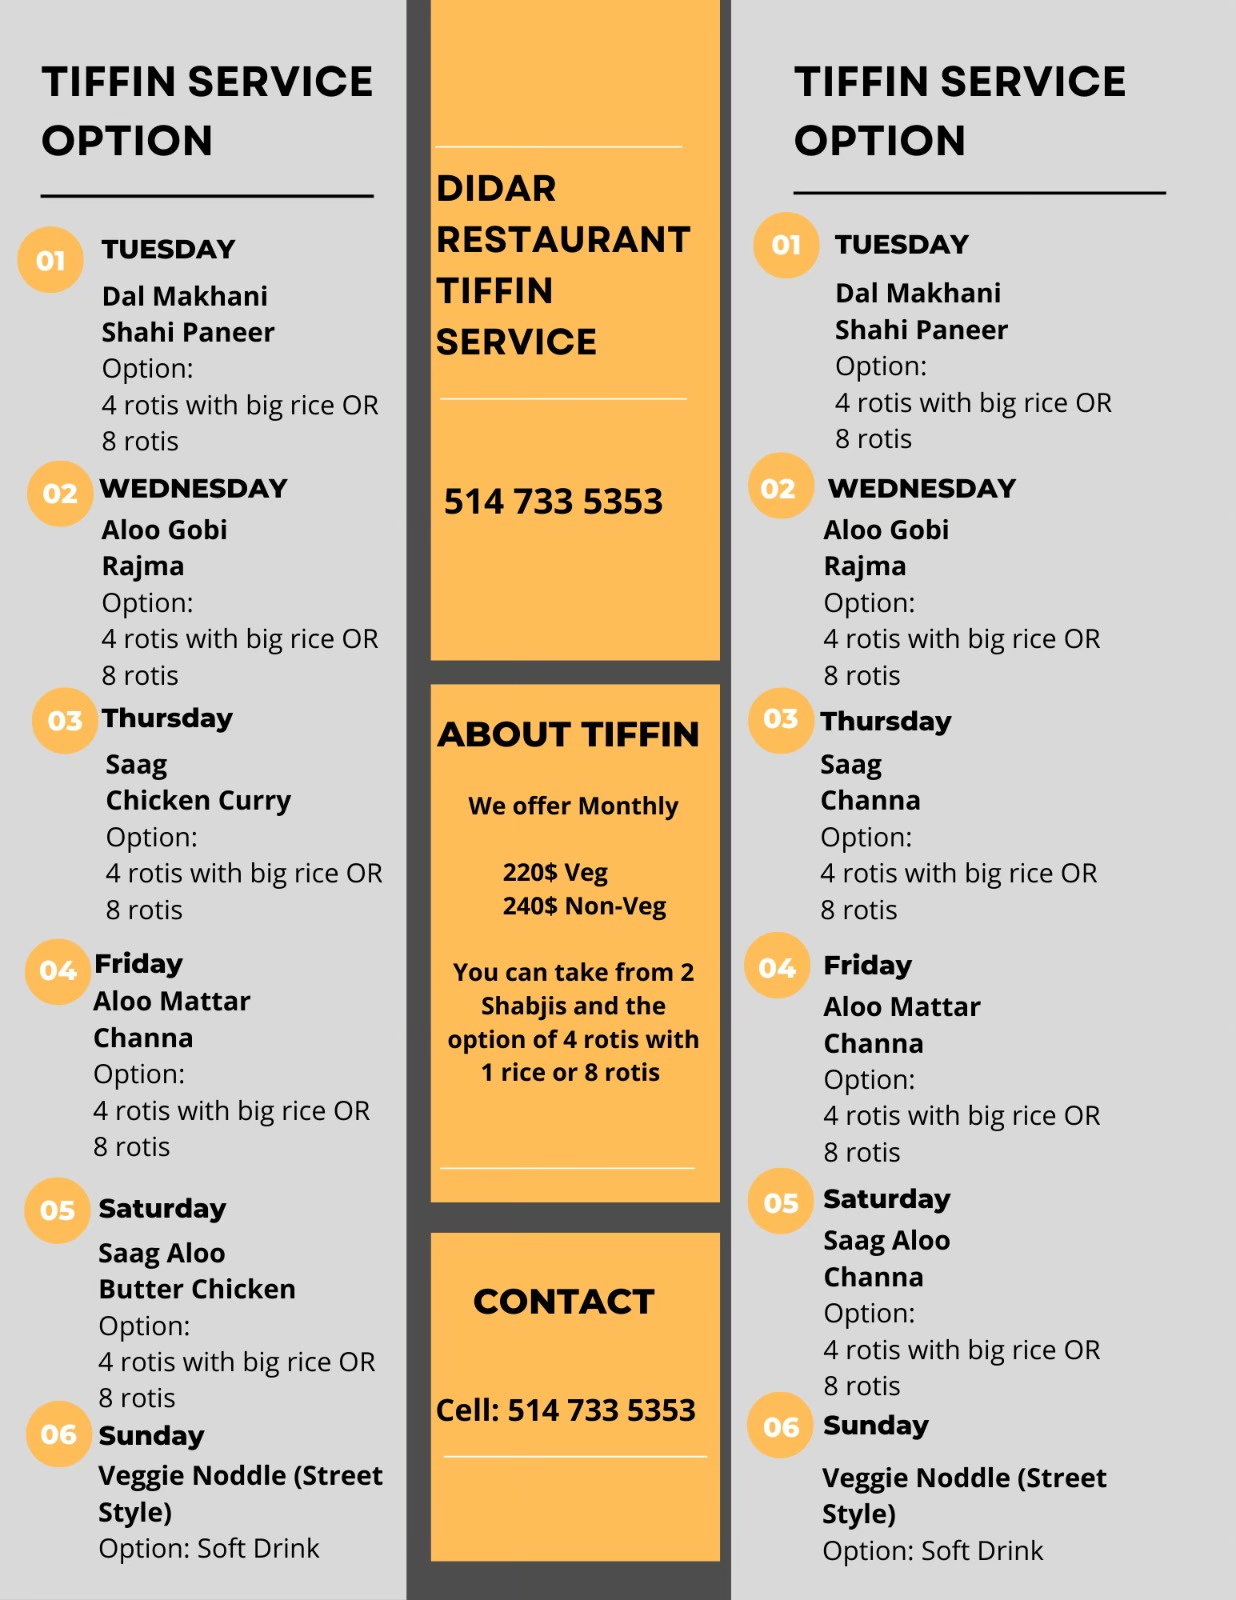 TIFFIN SERVICE
OPTION
01
TUESDAY
Dal Makhani
Shahi Paneer
Option:
4 rotis with big rice OR
8 rotis
02
WEDNESDAY
Aloo Gobi
Rajma
Option:
4 rotis with big rice OR
8 rotis
03
Thursday
Saag
Chicken Curry
Option:
4 rotis with big rice OR
8 rotis
04
Friday
Aloo Mattar
Channa
Option:
4 rotis with big rice OR
8 rotis
05
Saturday
Saag Aloo
Butter Chicken
Option:
4 rotis with big rice OR
8 rotis
06
Sunday
Veggie Noddle (Street
Style)
Option: Soft Drink
DIDAR
RESTAURANT
TIFFIN
SERVICE
514 733 5353
ABOUT TIFFIN
We offer Monthly
220$ Veg
240$ Non-Veg
You can take from 2
Shabjis and the
option of 4 rotis with
1 rice or 8 rotis
CONTACT
Cell: 514 733 5353
TIFFIN SERVICE
OPTION
01
TUESDAY
Dal Makhani
Shahi Paneer
Option:
4 rotis with big rice OR
8 rotis
02
WEDNESDAY
Aloo Gobi
Rajma
Option:
4 rotis with big rice OR
8 rotis
03
Thursday
Saag
Channa
Option:
4 rotis with big rice OR
8 rotis
04
Friday
Aloo Mattar
Channa
Option:
4 rotis with big rice OR
8 rotis
05
Saturday
Saag Aloo
Channa
Option:
4 rotis with big rice OR
8 rotis
06
Sunday
Veggie Noddle (Street
Style)
Option: Soft Drink